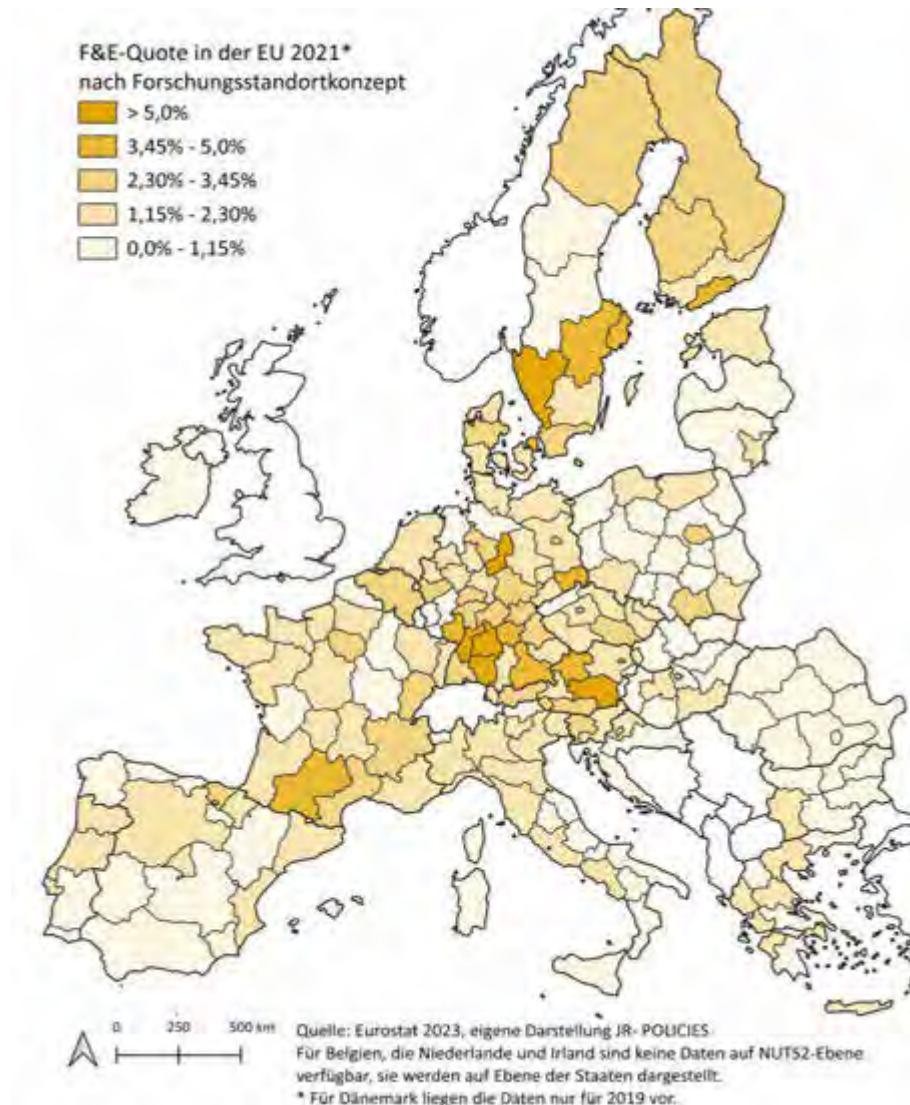 F&E-Quote in der EU 2021*
nach Forschungsstandortkonzept
> 5,0%
3,45% - 5,0%
2,30% - 3,45%
1,15% - 2,30%
0,0% - 1,15%
0 250 500 km
Quelle: Eurostat 2023, eigene Darstellung JR- POLICIES
Für Belgien, die Niederlande und Irland sind keine Daten auf NUTS2-Ebene
verfügbar, sie werden auf Ebene der Staaten dargestellt.
* Für Dänemark liegen die Daten nur für 2019 vor.